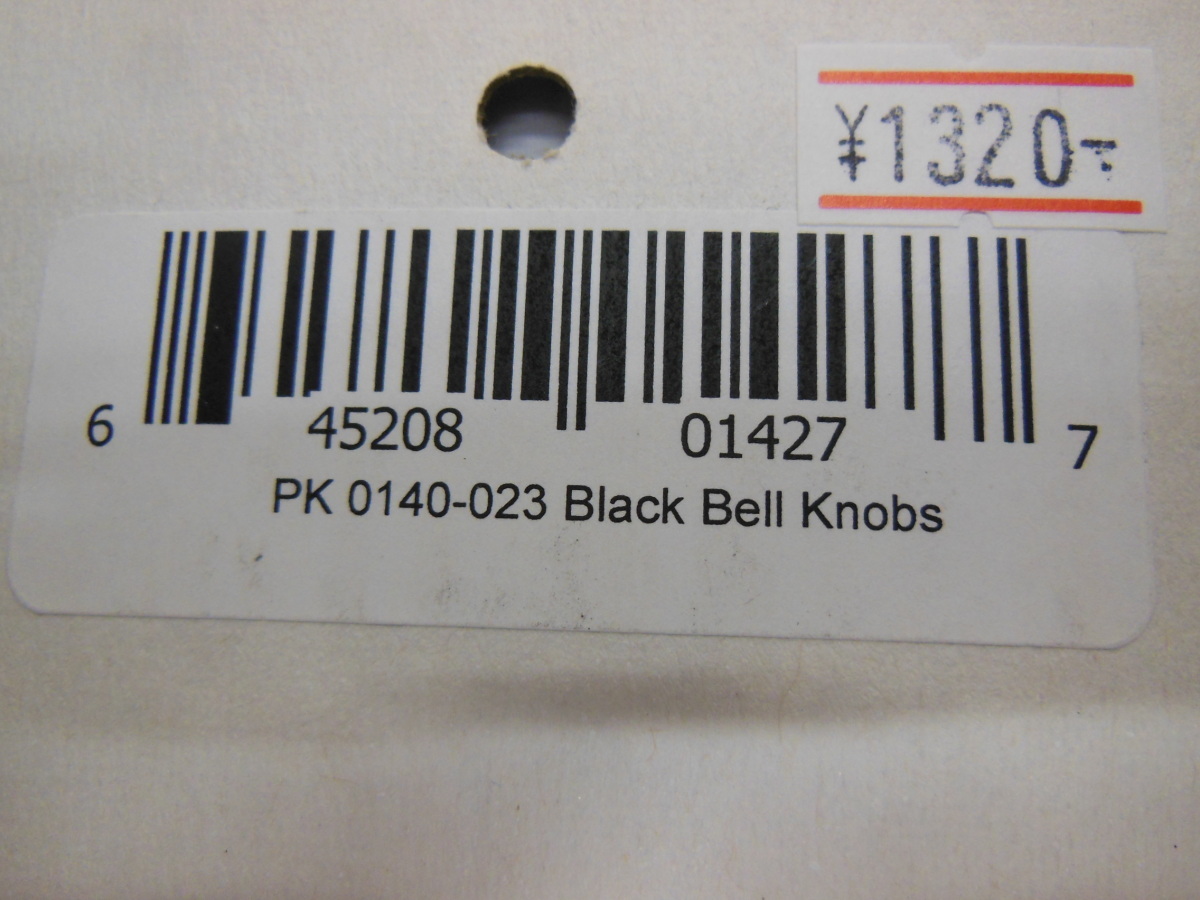 ¥1320-
6 45208 01427 7
PK 0140-023 Black Bell Knobs